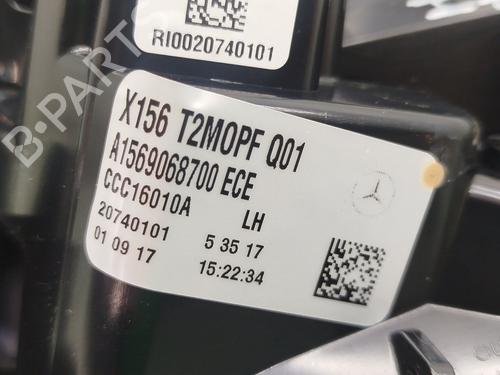 RI0020740101
B-PARTS
X156 T2MOPF Q01
A1569068700 ECE
CCC16010A
LH
20740101
5 35 17
01 09 17
15:22:34